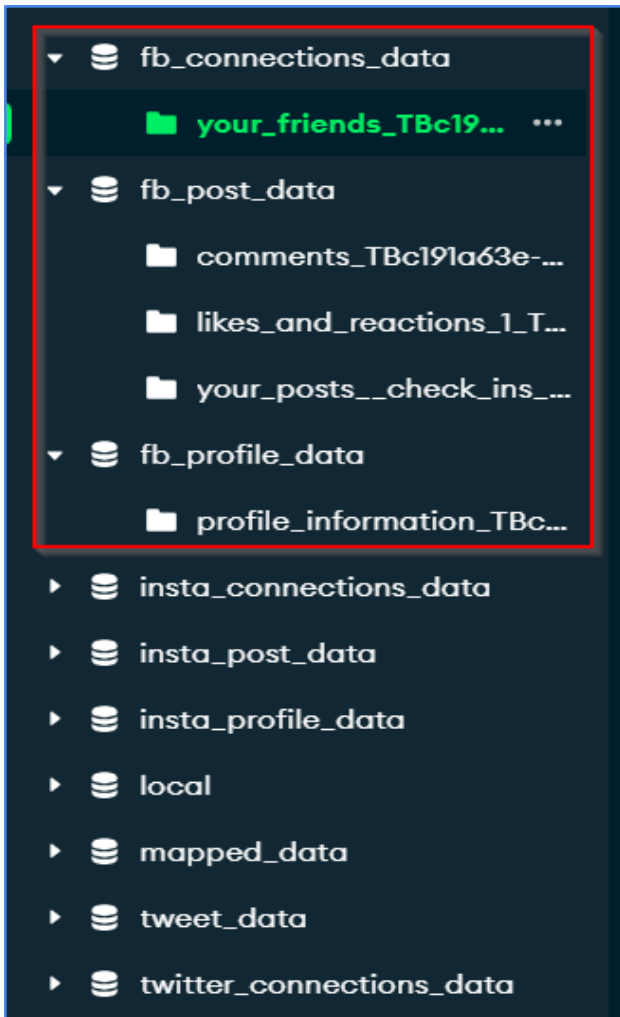 fb_connections_data
your_friends_TBc19...
fb_post_data
comments_TBc191a63e-...
likes_and_reactions_1_T...
your_posts__check_ins_...
fb_profile_data
profile_information_TBc...
insta_connections_data
insta_post_data
insta_profile_data
local
mapped_data
tweet_data
twitter_connections_data